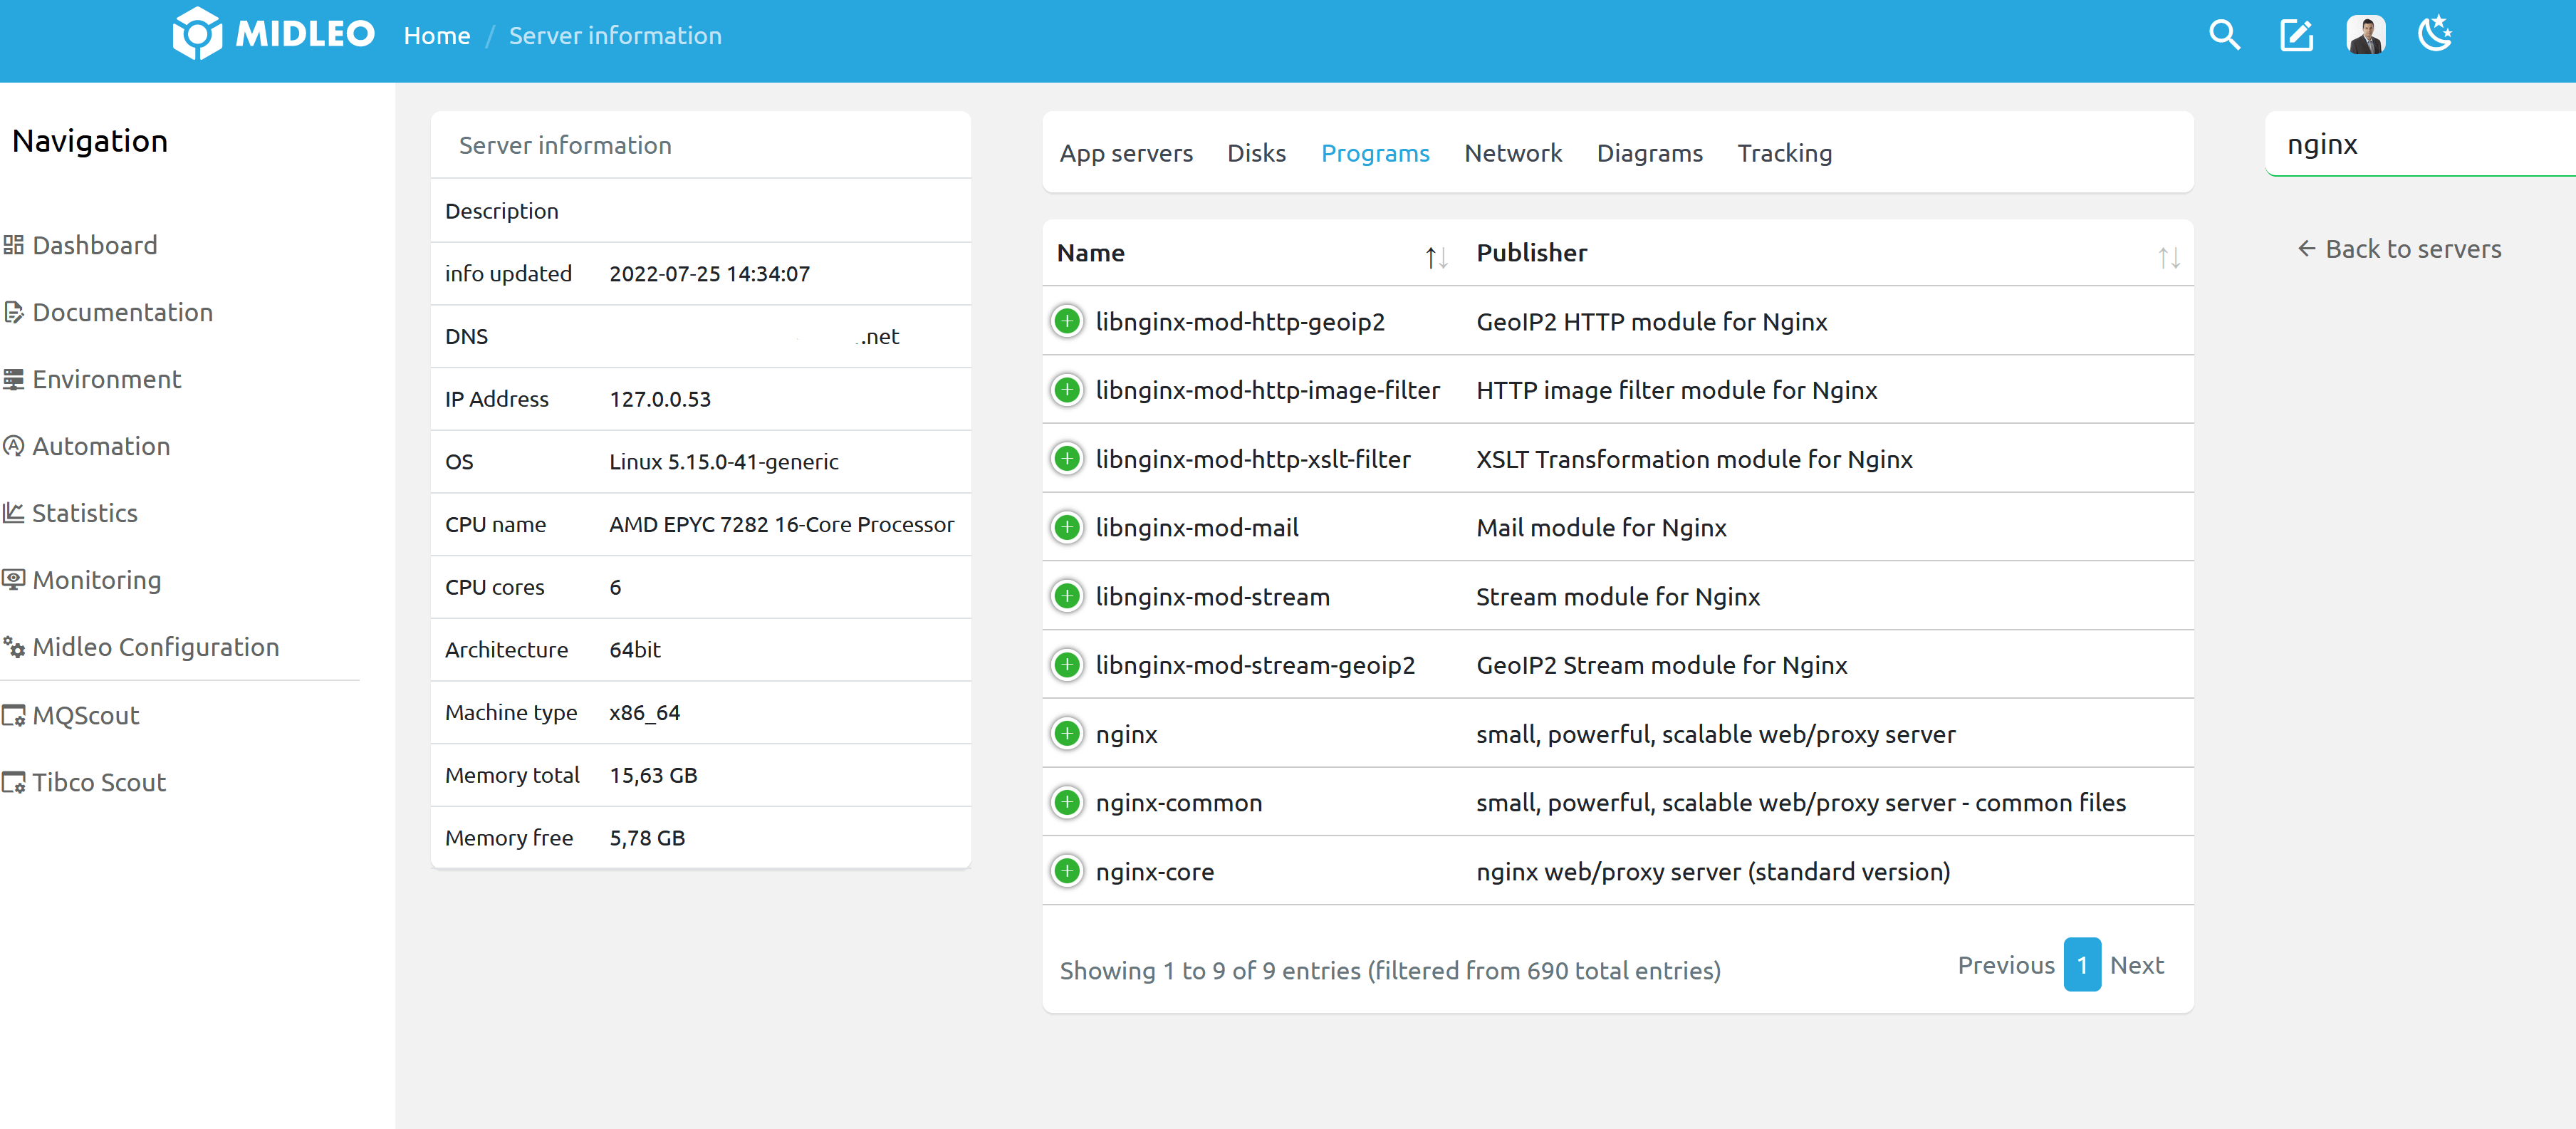 MIDLEO
Home / Server information
Navigation
Dashboard
Documentation
Environment
Automation
Statistics
Monitoring
Midleo Configuration
MQScout
Tibco Scout
Server information
Description
info updated 2022-07-25 14:34:07
DNS .net
IP Address 127.0.0.53
OS Linux 5.15.0-41-generic
CPU name AMD EPYC 7282 16-Core Processor
CPU cores 6
Architecture 64bit
Machine type x86_64
Memory total 15,63 GB
Memory free 5,78 GB
App servers Disks Programs Network Diagrams Tracking
Name Publisher
libnginx-mod-http-geoip2 GeoIP2 HTTP module for Nginx
libnginx-mod-http-image-filter HTTP image filter module for Nginx
libnginx-mod-http-xslt-filter XSLT Transformation module for Nginx
libnginx-mod-mail Mail module for Nginx
libnginx-mod-stream Stream module for Nginx
libnginx-mod-stream-geoip2 GeoIP2 Stream module for Nginx
nginx small, powerful, scalable web/proxy server
nginx-common small, powerful, scalable web/proxy server - common files
nginx-core nginx web/proxy server (standard version)
Showing 1 to 9 of 9 entries (filtered from 690 total entries)
Previous 1 Next
nginx
← Back to servers